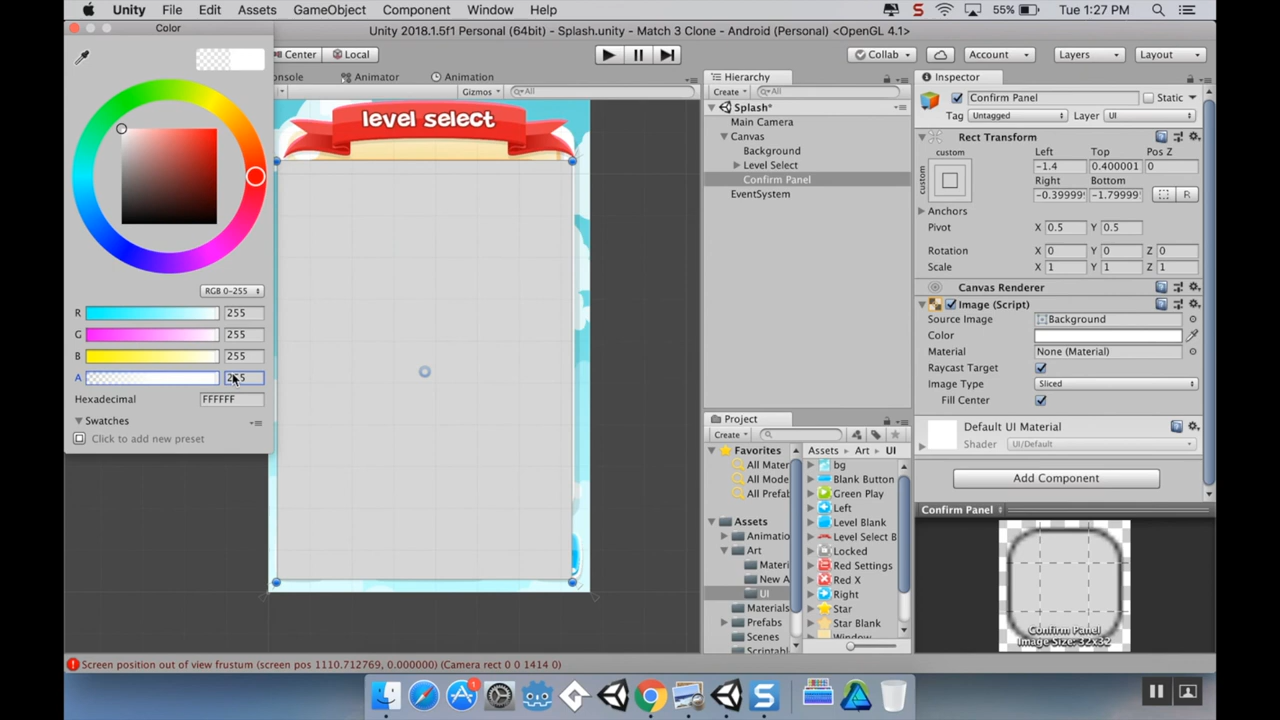 Unity File Edit Assets GameObject Component Window Help 55% Tue 1:27 PM
Color
Unity 2018.1.5f1 Personal (64bit) - Splash.unity - Match 3 Clone - Android (Personal) <OpenGL 4.1>
Center Local Collab Account Layers Layout
onsole Animator Animation
Gizmos All
level select
RGB 0-255
R 255
G 255
B 255
A 255
Hexadecimal FFFFFF
Swatches
Click to add new preset
Hierarchy
Create All
Splash*
Main Camera
Canvas
Background
Level Select
Confirm Panel
EventSystem
Project
Create
Favorites
All Mater
All Mode
All Prefab
Assets
Animatio
Art
Materi
New A
UI
Materials
Prefabs
Scenes
Scriptabl
Assets Art UI
bg
Blank Button
Green Play
Left
Level Blank
Level Select B
Locked
Red Settings
Red X
Right
Star
Star Blank
Window
Inspector
Confirm Panel Static
Tag Untagged Layer UI
Rect Transform
custom Left Top Pos Z
custom -1.4 0.400001 0
Right Bottom
-0.39999 -1.79999 R
Anchors
Pivot X 0.5 Y 0.5
Rotation X 0 Y 0 Z 0
Scale X 1 Y 1 Z 1
Canvas Renderer
Image (Script)
Source Image Background
Color
Material None (Material)
Raycast Target
Image Type Sliced
Fill Center
Default UI Material
Shader UI/Default
Add Component
Confirm Panel
Confirm Panel
Image Size: 32x32
Screen position out of view frustum (screen pos 1110.712769, 0.000000) (Camera rect 0 0 1414 0)
1